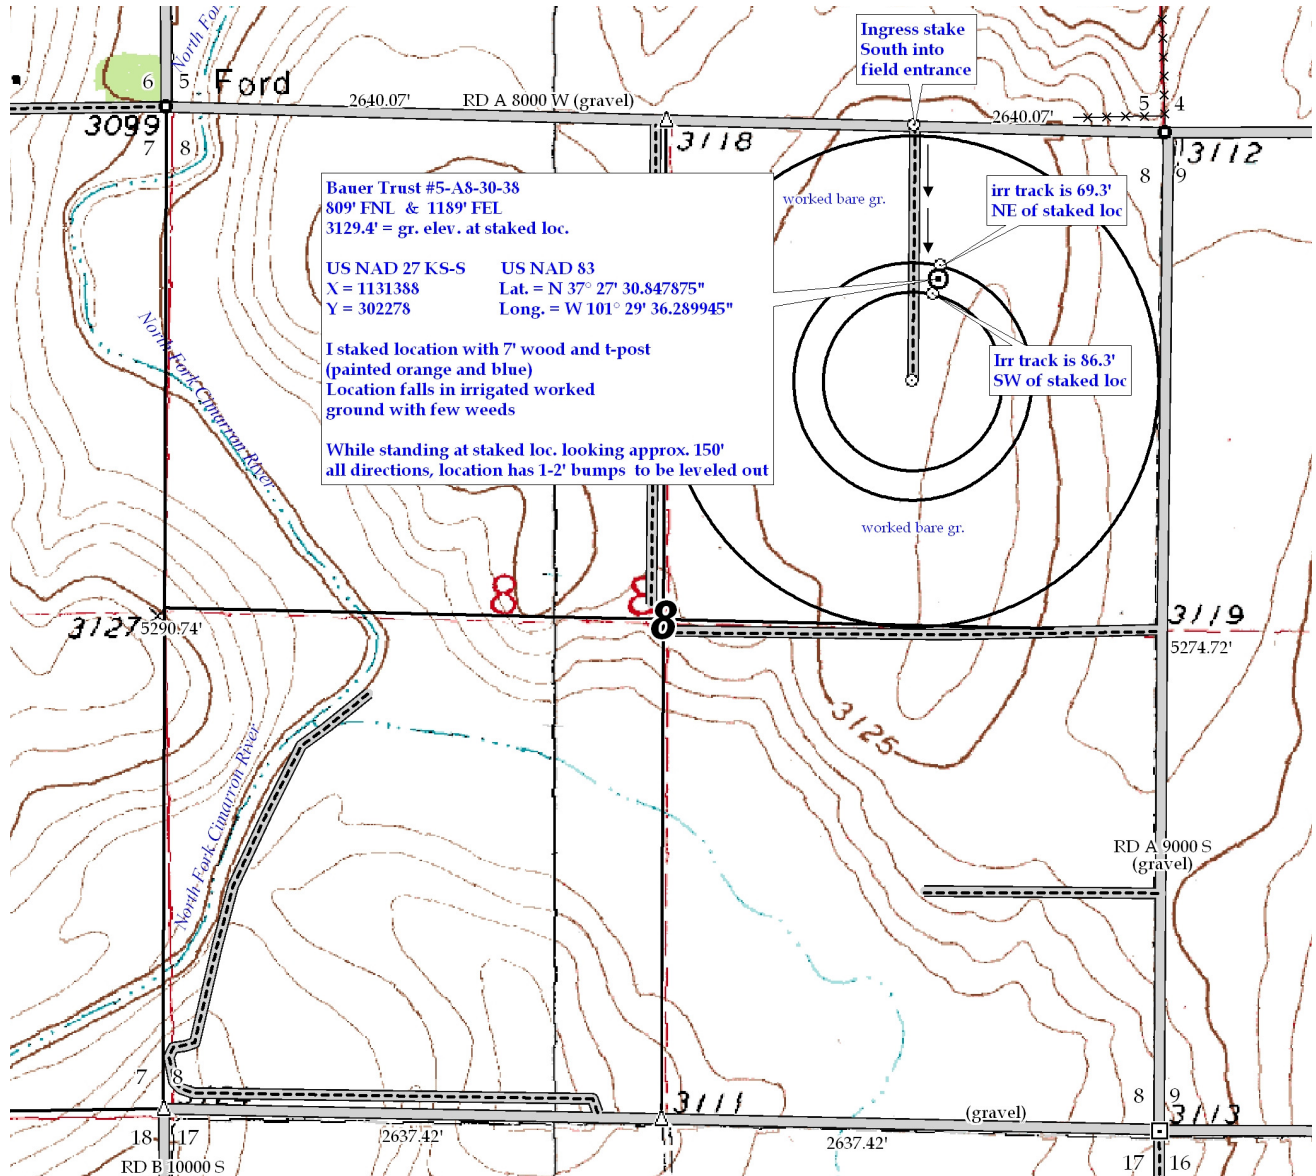 North For
Ingress stake
South into
field entrance
6 5
Ford
2640.07'
RD A 8000 W (gravel)
2640.07'
5 4
3099
3118
3112
7 8
8 9
Bauer Trust #5-A8-30-38
809' FNL & 1189' FEL
3129.4' = gr. elev. at staked loc.
US NAD 27 KS-S US NAD 83
X = 1131388 Lat. = N 37° 27' 30.847875"
Y = 302278 Long. = W 101° 29' 36.289945"
I staked location with 7' wood and t-post
(painted orange and blue)
Location falls in irrigated worked
ground with few weeds
While standing at staked loc. looking approx. 150'
all directions, location has 1-2' bumps to be leveled out
worked bare gr.
irr track is 69.3'
NE of staked loc
Irr track is 86.3'
SW of staked loc
North Fork Cimarron River
worked bare gr.
8 8
8
3127
5290.74'
3119
5274.72'
3125
North Fork Cimarron River
RD A 9000 S
(gravel)
7 8
8 9
3111
(gravel)
3113
18 17
2637.42'
2637.42'
17 16
RD B 10000 S